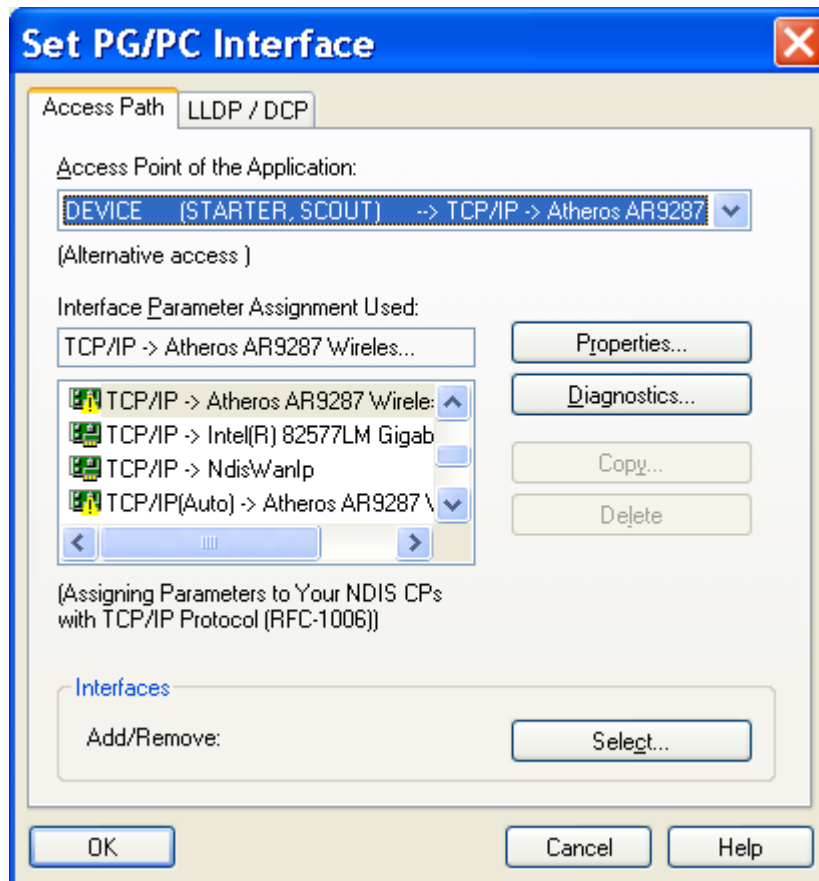 Set PG/PC Interface
Access Path
LLDP / DCP
Access Point of the Application:
DEVICE (STARTER, SCOUT) --> TCP/IP -> Atheros AR9287
(Alternative access )
Interface Parameter Assignment Used:
TCP/IP -> Atheros AR9287 Wireles...
Properties...
TCP/IP -> Atheros AR9287 Wirele
Diagnostics...
TCP/IP -> Intel(R) 82577LM Gigab
TCP/IP -> NdisWanIp
Copy...
TCP/IP(Auto) -> Atheros AR9287
Delete
(Assigning Parameters to Your NDIS CPs
with TCP/IP Protocol (RFC-1006))
Interfaces
Add/Remove:
Select...
OK
Cancel
Help